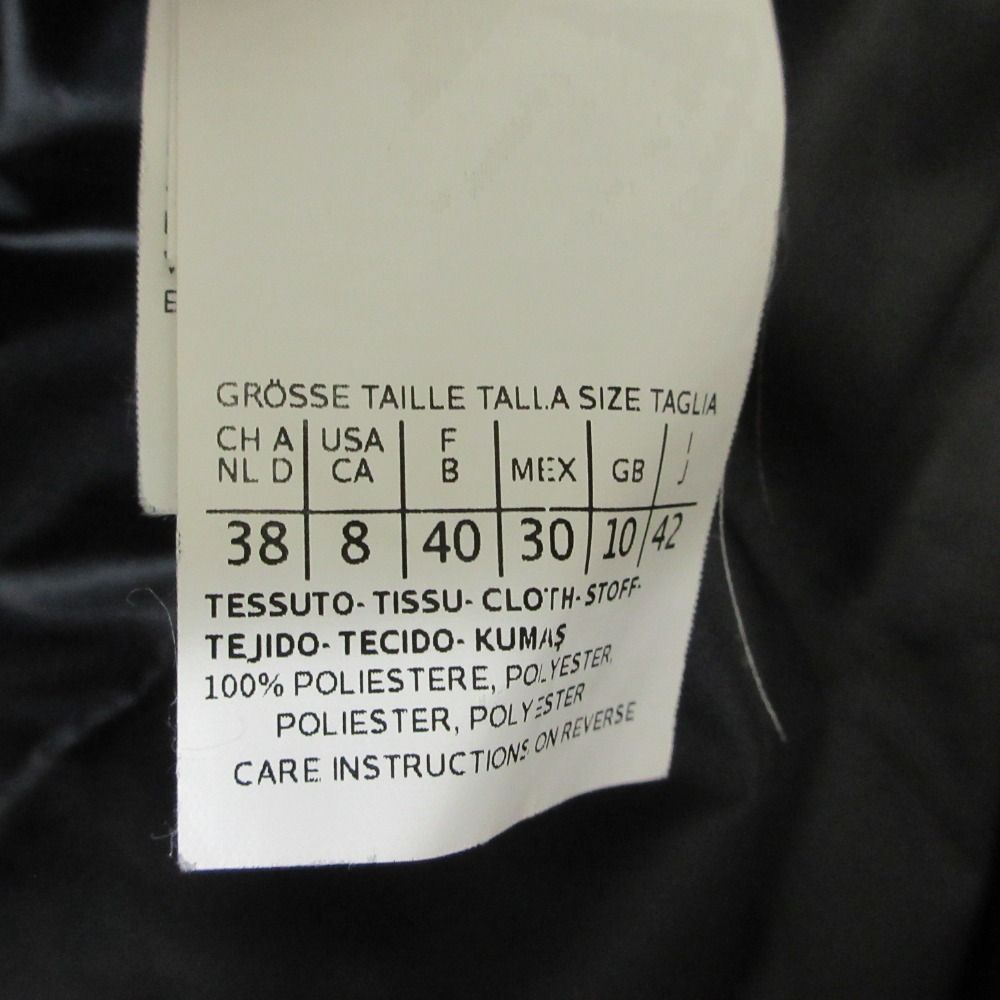 GRÖSSE TAILLE TALLA SIZE TAGLIA
CH A USA F I
NL D CA B MEX GB J
38 8 40 30 10 42
TESSUTO- TISSU- CLOTH- STOFF-
TEJIDO- TECIDO- KUMAŞ
100% POLIESTERE, POLYESTER,
POLIESTER, POLYESTER
CARE INSTRUCTIONS ON REVERSE
E